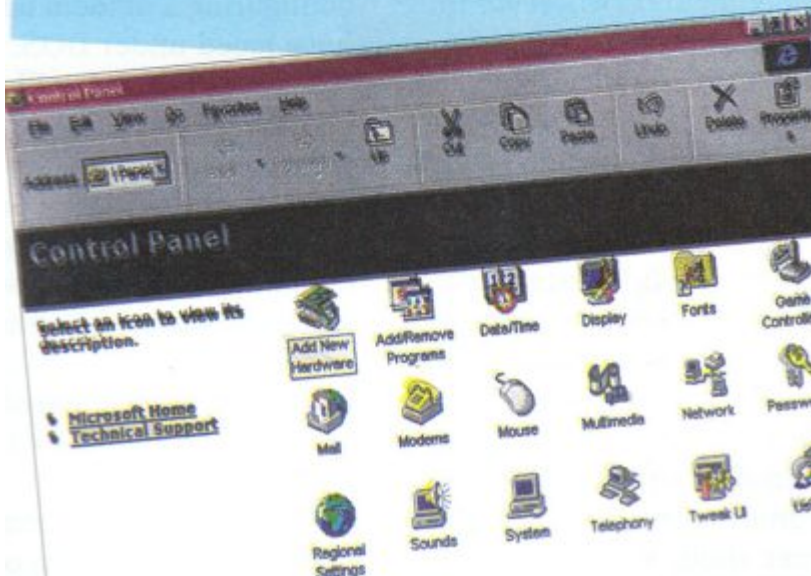 Control Panel
File Edit View Go Favorites Help
Address Up Cut Copy Paste Undo Delete
Control Panel
Select an icon to view its
description.
Microsoft Home
Technical Support
Add New
Hardware
Add/Remove
Programs
Date/Time
Display
Fonts
Mail
Modems
Mouse
Multimedia
Network
Regional
Settings
Sounds
System
Telephony
Tweak UI